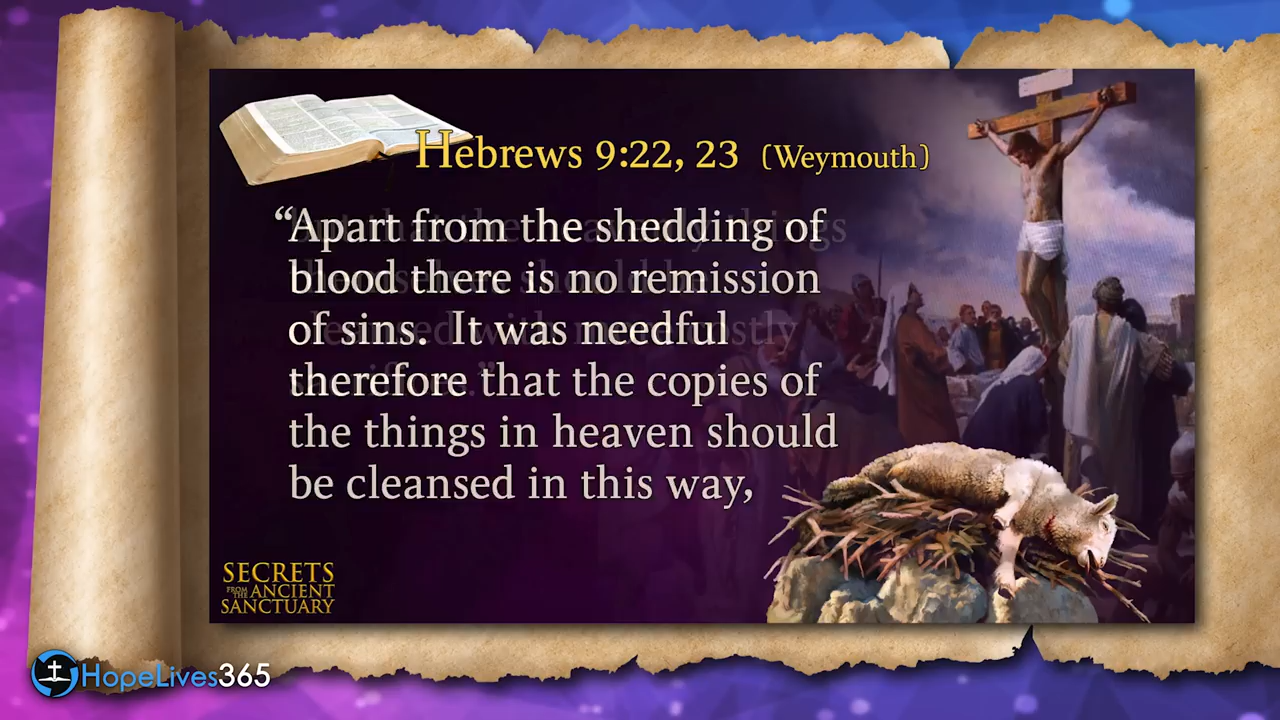 Hebrews 9:22, 23 (Weymouth)
“Apart from the shedding of
blood there is no remission
of sins. It was needful
therefore that the copies of
the things in heaven should
be cleansed in this way,
SECRETS
FROM THE ANCIENT
SANCTUARY
HopeLives365